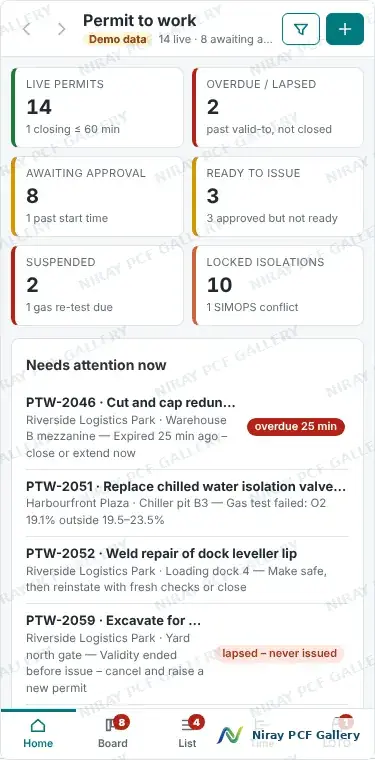 Permit to work
Demo data 14 live · 8 awaiting a...
LIVE PERMITS
14
1 closing ≤ 60 min
OVERDUE / LAPSED
2
past valid-to, not closed
AWAITING APPROVAL
8
1 past start time
READY TO ISSUE
3
3 approved but not ready
SUSPENDED
2
1 gas re-test due
LOCKED ISOLATIONS
10
1 SIMOPS conflict
Needs attention now
PTW-2046 · Cut and cap redun...
Riverside Logistics Park · Warehouse
B mezzanine — Expired 25 min ago –
close or extend now
overdue 25 min
PTW-2051 · Replace chilled water isolation valve...
Harbourfront Plaza · Chiller pit B3 — Gas test failed: O2
19.1% outside 19.5–23.5%
PTW-2052 · Weld repair of dock leveller lip
Riverside Logistics Park · Loading dock 4 — Make safe,
then reinstate with fresh checks or close
PTW-2059 · Excavate for ...
Riverside Logistics Park · Yard
north gate — Validity ended
before issue – cancel and raise a
new permit
lapsed – never issued
8
4
1
Home
Board
List
Time
LOTO
Niray PCF Gallery
NIRAY PCF GALLERY